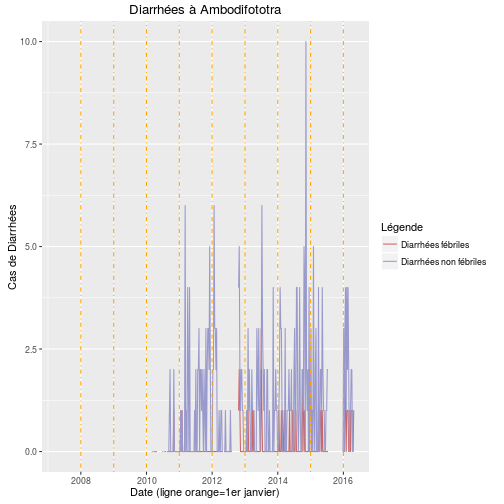 Diarrhées à Ambodifototra
Cas de Diarrhées
10.0
7.5
5.0
2.5
0.0
2008 2010 2012 2014 2016
Date (ligne orange=1er janvier)
Légende
Diarrhées fébriles
Diarrhées non fébriles